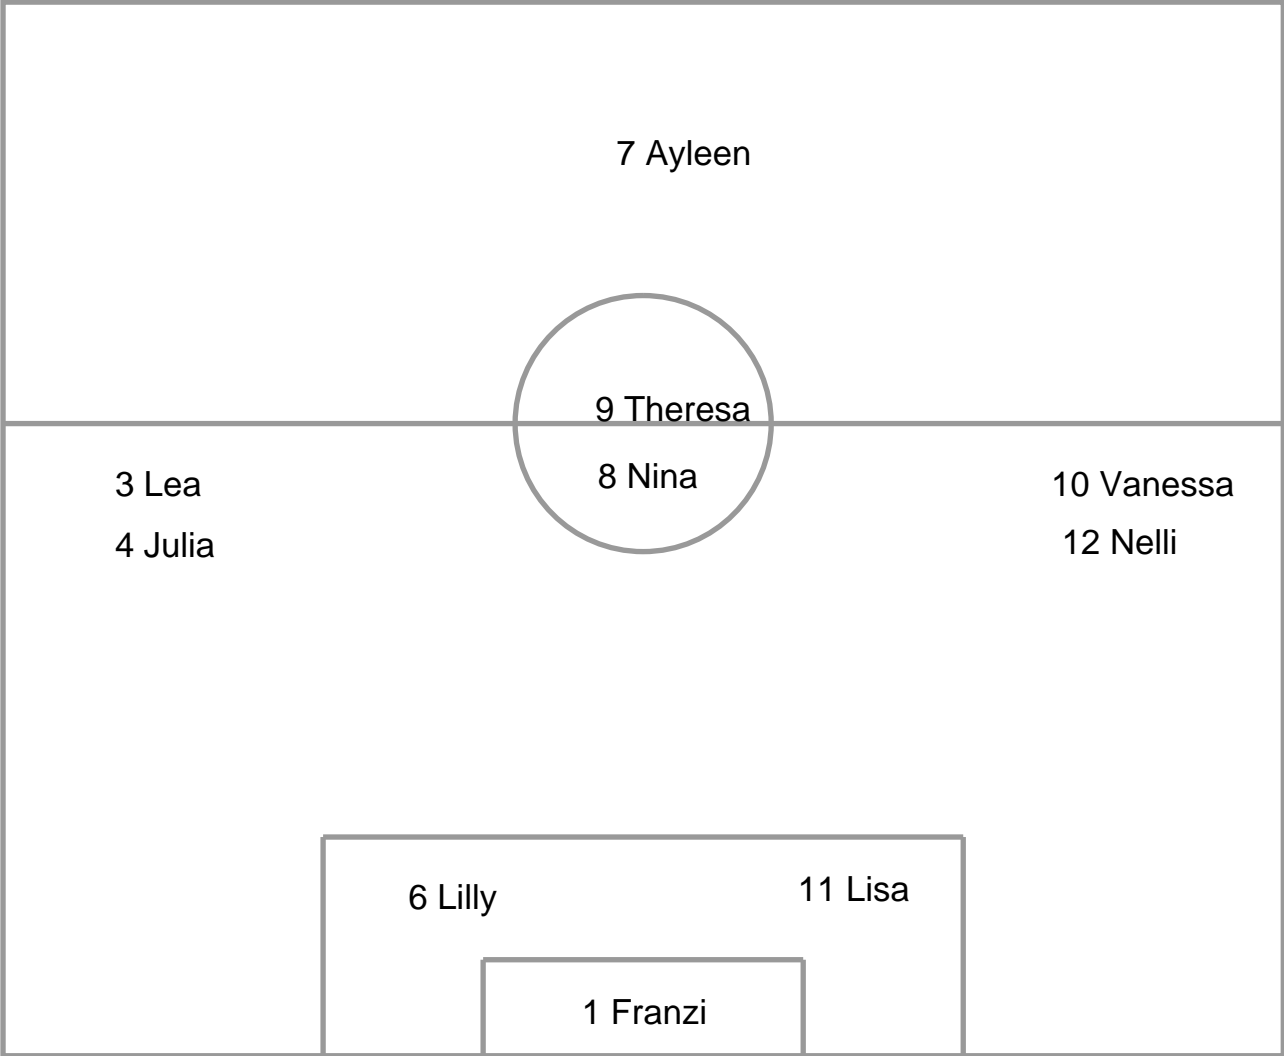 7 Ayleen
9 Theresa
8 Nina
3 Lea
10 Vanessa
4 Julia
12 Nelli
6 Lilly
11 Lisa
1 Franzi